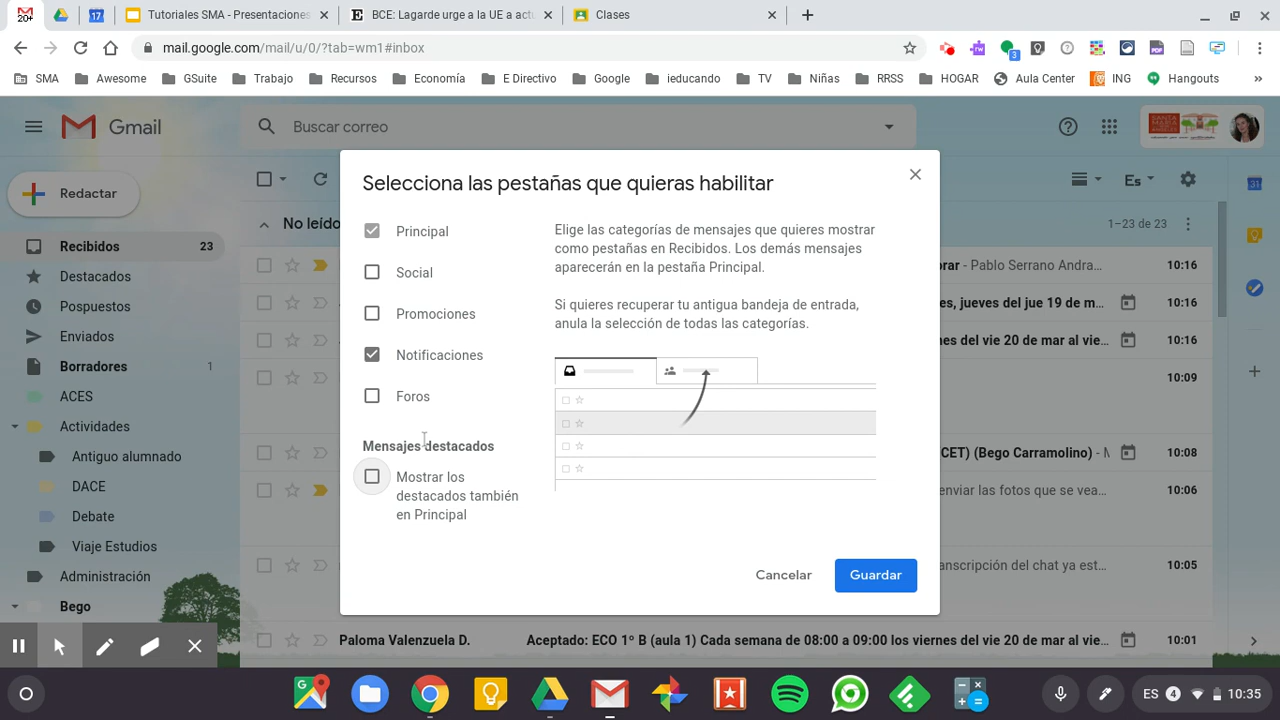 20+
17
Tutoriales SMA - Presentaciones
BCE: Lagarde urge a la UE a actu
Clases
mail.google.com/mail/u/0/?tab=wm1#inbox
3
SMA
Awesome
GSuite
Trabajo
Recursos
Economía
E Directivo
Google
ieducando
TV
Niñas
RRSS
HOGAR
Aula Center
ING
Hangouts
»
Gmail
Buscar correo
Redactar
Es
No leído
1–23 de 23
Recibidos 23
Destacados
Pospuestos
Enviados
Borradores 1
ACES
Actividades
Antiguo alumnado
DACE
Debate
Viaje Estudios
Administración
Bego
Selecciona las pestañas que quieras habilitar
Principal
Social
Promociones
Notificaciones
Foros
Mensajes destacados
Mostrar los
destacados también
en Principal
Elige las categorías de mensajes que quieres mostrar
como pestañas en Recibidos. Los demás mensajes
aparecerán en la pestaña Principal.
Si quieres recuperar tu antigua bandeja de entrada,
anula la selección de todas las categorías.
Cancelar
Guardar
orar - Pablo Serrano Andra... 10:16
es, jueves del jue 19 de m... 10:16
nes del vie 20 de mar al vie... 10:16
10:09
CET) (Bego Carramolino) - M 10:08
enviar las fotos que se vea... 10:06
anscripción del chat ya est... 10:05
Paloma Valenzuela D. Aceptado: ECO 1º B (aula 1) Cada semana de 08:00 a 09:00 los viernes del vie 20 de mar al vie... 10:01
31
ES 4 10:35